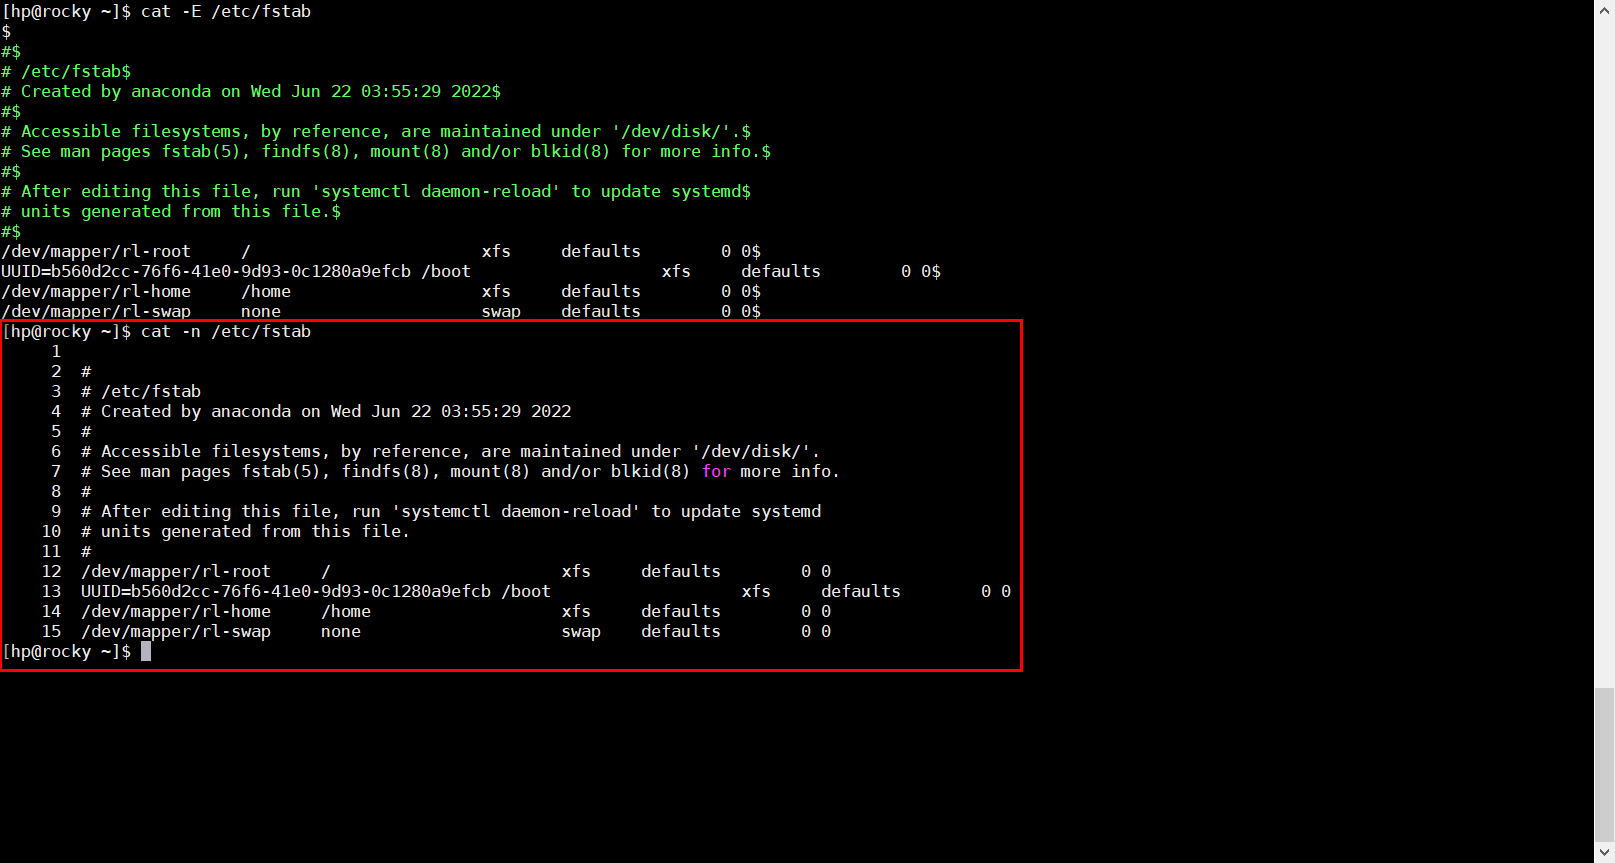 [hp@rocky ~]$ cat -E /etc/fstab
$
#$
# /etc/fstab$
# Created by anaconda on Wed Jun 22 03:55:29 2022$
#$
# Accessible filesystems, by reference, are maintained under '/dev/disk/'.$
# See man pages fstab(5), findfs(8), mount(8) and/or blkid(8) for more info.$
#$
# After editing this file, run 'systemctl daemon-reload' to update systemd$
# units generated from this file.$
#$
/dev/mapper/rl-root     /                       xfs     defaults        0 0$
UUID=b560d2cc-76f6-41e0-9d93-0c1280a9efcb /boot                   xfs     defaults        0 0$
/dev/mapper/rl-home     /home                   xfs     defaults        0 0$
/dev/mapper/rl-swap     none                    swap    defaults        0 0$
[hp@rocky ~]$ cat -n /etc/fstab
     1
     2  #
     3  # /etc/fstab
     4  # Created by anaconda on Wed Jun 22 03:55:29 2022
     5  #
     6  # Accessible filesystems, by reference, are maintained under '/dev/disk/'.
     7  # See man pages fstab(5), findfs(8), mount(8) and/or blkid(8) for more info.
     8  #
     9  # After editing this file, run 'systemctl daemon-reload' to update systemd
    10  # units generated from this file.
    11  #
    12  /dev/mapper/rl-root     /                       xfs     defaults        0 0
    13  UUID=b560d2cc-76f6-41e0-9d93-0c1280a9efcb /boot                   xfs     defaults        0 0
    14  /dev/mapper/rl-home     /home                   xfs     defaults        0 0
    15  /dev/mapper/rl-swap     none                    swap    defaults        0 0
[hp@rocky ~]$